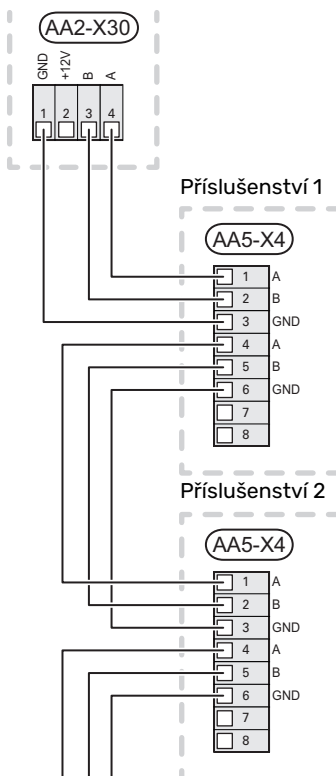 AA2-X30
GND +12V B A
1 2 3 4
Příslušenství 1
AA5-X4
1 A
2 B
3 GND
4 A
5 B
6 GND
7
8
Příslušenství 2
AA5-X4
1 A
2 B
3 GND
4 A
5 B
6 GND
7
8